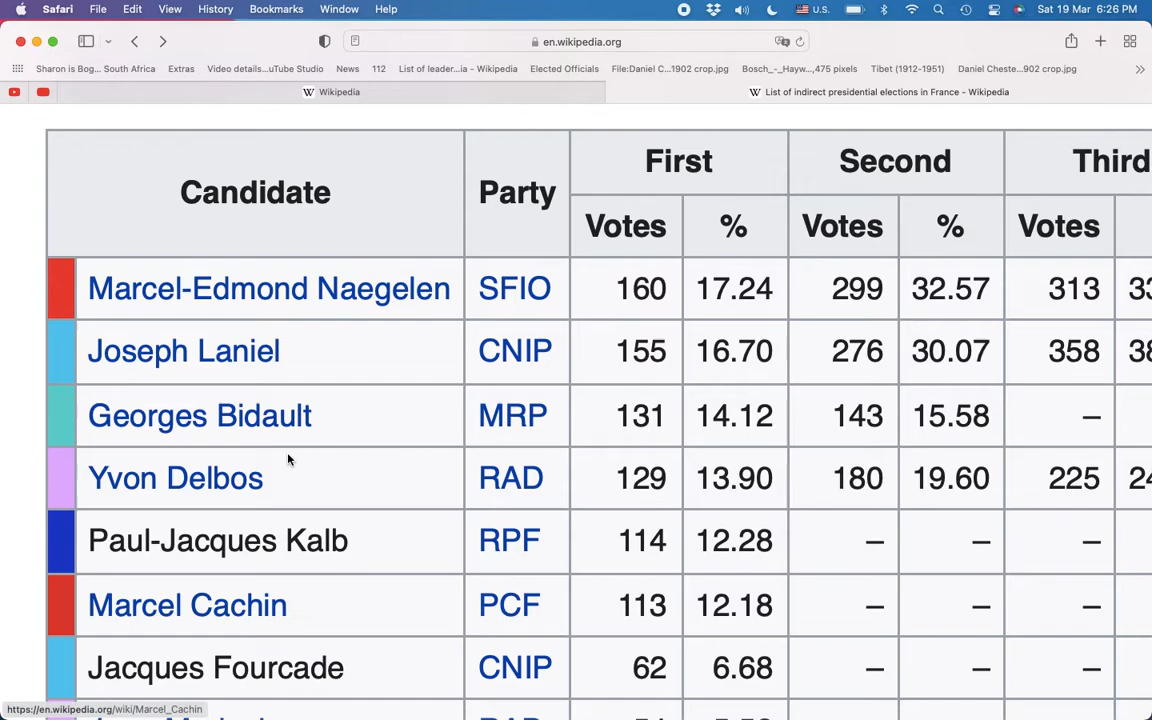 Safari File Edit View History Bookmarks Window Help U.S. Sat 19 Mar 6:26 PM
en.wikipedia.org
Sharon is Bog... South Africa Extras Video details...uTube Studio News 112 List of leader...ia - Wikipedia Elected Officials File:Daniel C...1902 crop.jpg Bosch_-_Hayw...,475 pixels Tibet (1912-1951) Daniel Cheste...902 crop.jpg
W Wikipedia W List of indirect presidential elections in France - Wikipedia
Candidate Party First Second Third
Votes % Votes % Votes
Marcel-Edmond Naegelen SFIO 160 17.24 299 32.57 313
Joseph Laniel CNIP 155 16.70 276 30.07 358
Georges Bidault MRP 131 14.12 143 15.58 –
Yvon Delbos RAD 129 13.90 180 19.60 225
Paul-Jacques Kalb RPF 114 12.28 – – –
Marcel Cachin PCF 113 12.18 – – –
Jacques Fourcade CNIP 62 6.68 – – –
https://en.wikipedia.org/wiki/Marcel_Cachin